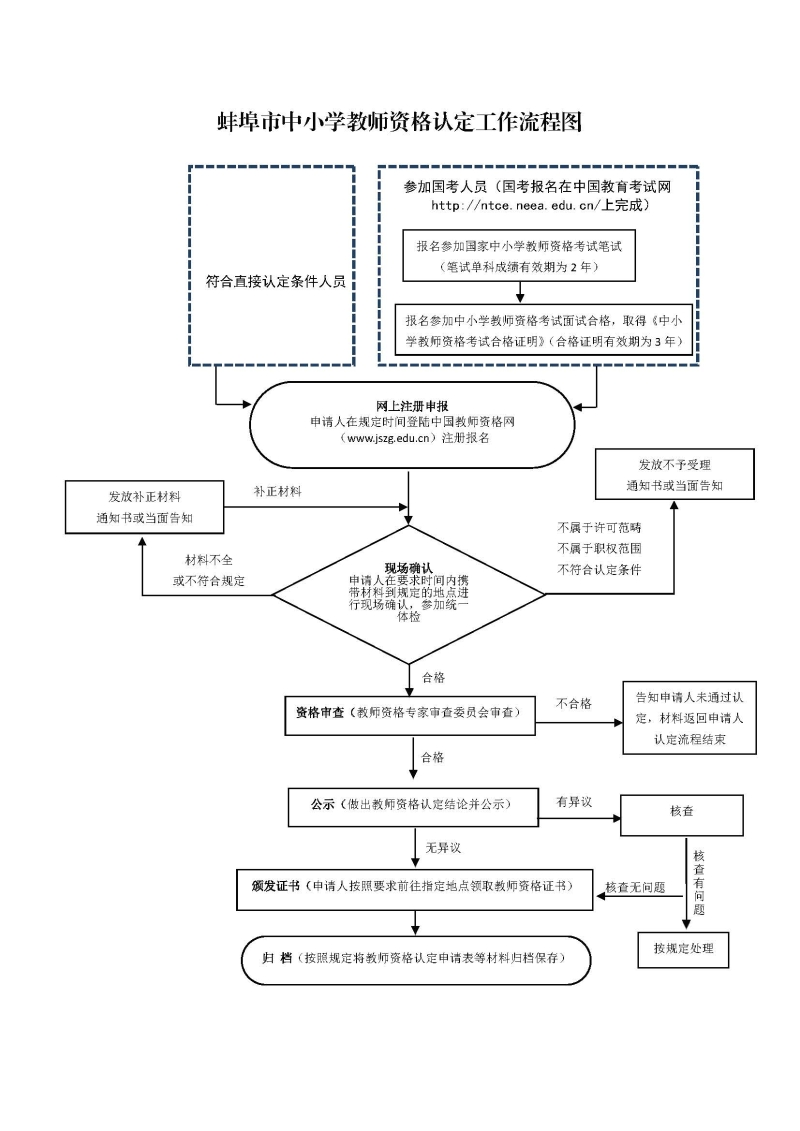 蚌埠市中小学教师资格认定工作流程图
符合直接认定条件人员
参加国考人员（国考报名在中国教育考试网
http://ntce.neea.edu.cn/上完成）
报名参加国家中小学教师资格考试笔试
（笔试单科成绩有效期为2年）
报名参加中小学教师资格考试面试合格，取得《中小
学教师资格考试合格证明》（合格证明有效期为3年）
网上注册申报
申请人在规定时间登陆中国教师资格网
（www.jszg.edu.cn）注册报名
发放不予受理
通知书或当面告知
发放补正材料
通知书或当面告知
补正材料
不属于许可范畴
不属于职权范围
不符合认定条件
材料不全
或不符合规定
现场确认
申请人在要求时间内携
带材料到规定的地点进
行现场确认，参加统一
体检
合格
资格审查（教师资格专家审查委员会审查）
不合格
告知申请人未通过认
定，材料返回申请人
认定流程结束
合格
公示（做出教师资格认定结论并公示）
有异议
核查
无异议
核查有问题
颁发证书（申请人按照要求前往指定地点领取教师资格证书）
核查无问题
按规定处理
归 档（按照规定将教师资格认定申请表等材料归档保存）